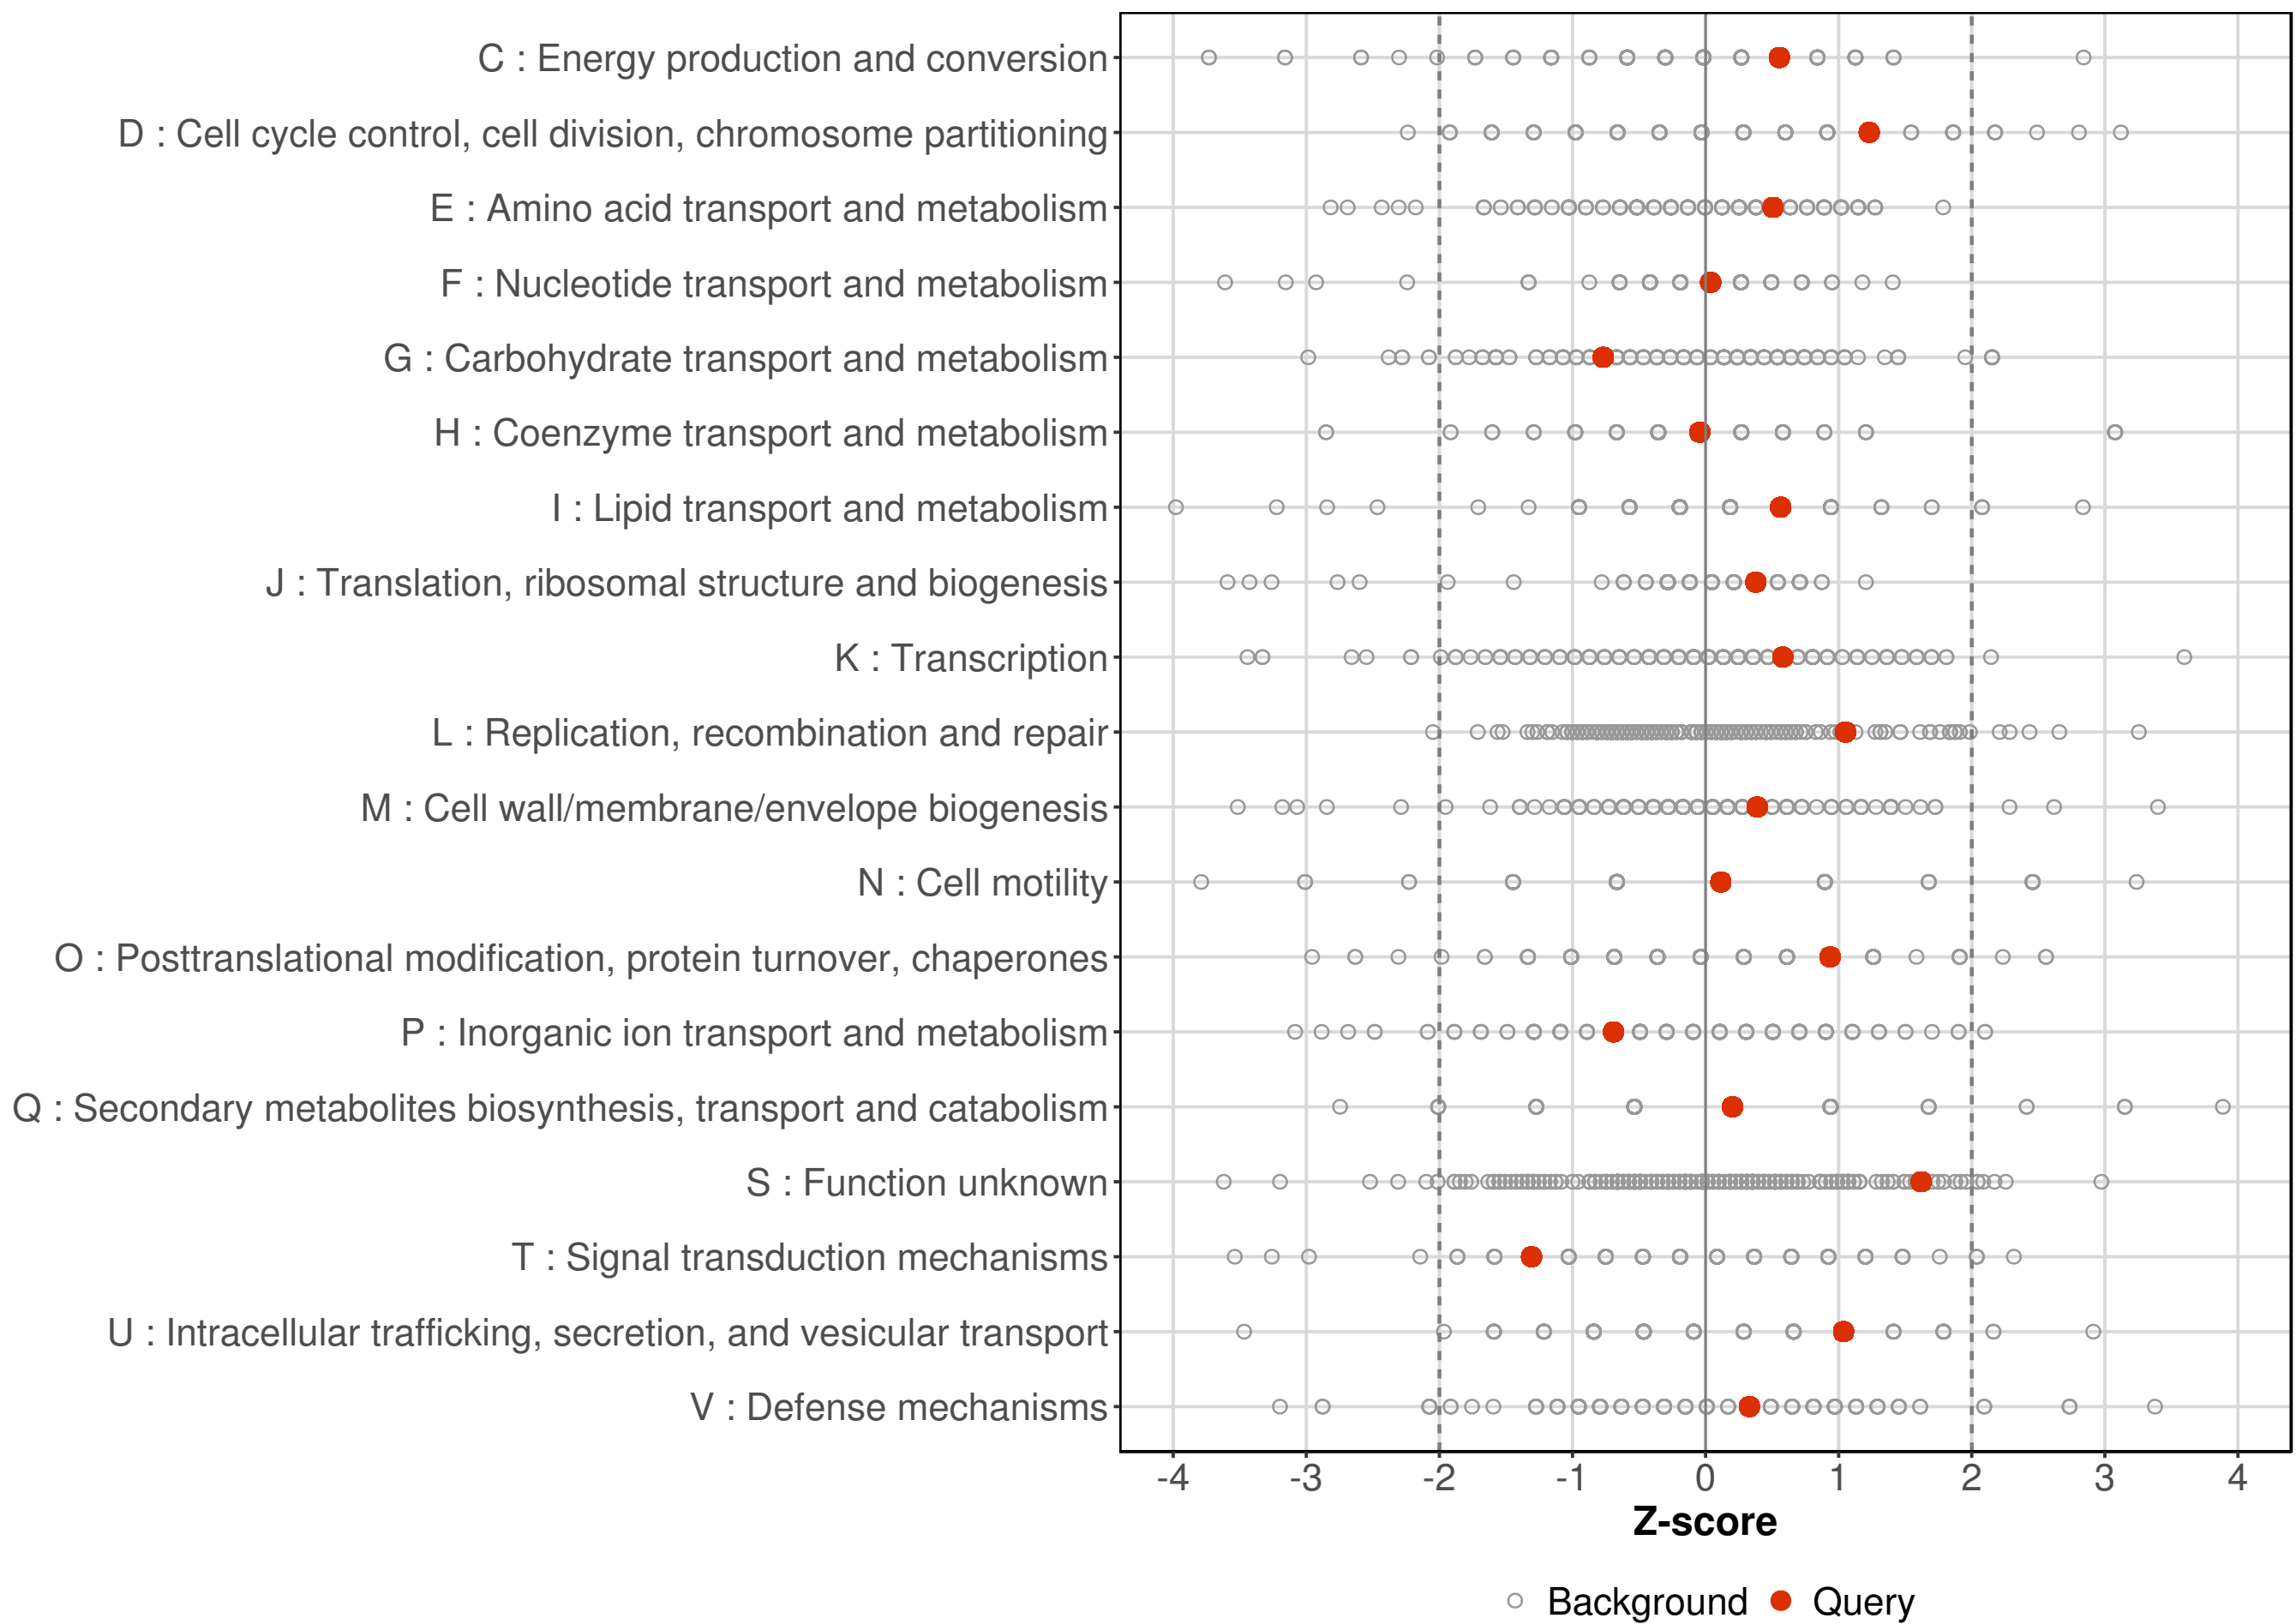 C : Energy production and conversion
D : Cell cycle control, cell division, chromosome partitioning
E : Amino acid transport and metabolism
F : Nucleotide transport and metabolism
G : Carbohydrate transport and metabolism
H : Coenzyme transport and metabolism
I : Lipid transport and metabolism
J : Translation, ribosomal structure and biogenesis
K : Transcription
L : Replication, recombination and repair
M : Cell wall/membrane/envelope biogenesis
N : Cell motility
O : Posttranslational modification, protein turnover, chaperones
P : Inorganic ion transport and metabolism
Q : Secondary metabolites biosynthesis, transport and catabolism
S : Function unknown
T : Signal transduction mechanisms
U : Intracellular trafficking, secretion, and vesicular transport
V : Defense mechanisms
-4 -3 -2 -1 0 1 2 3 4
Z-score
Background Query